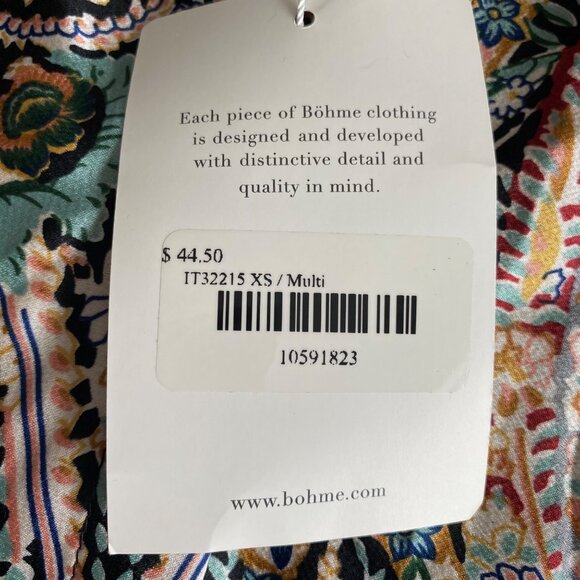 Each piece of Böhme clothing
is designed and developed
with distinctive detail and
quality in mind.
$ 44.50
IT32215 XS / Multi
10591823
www.bohme.com